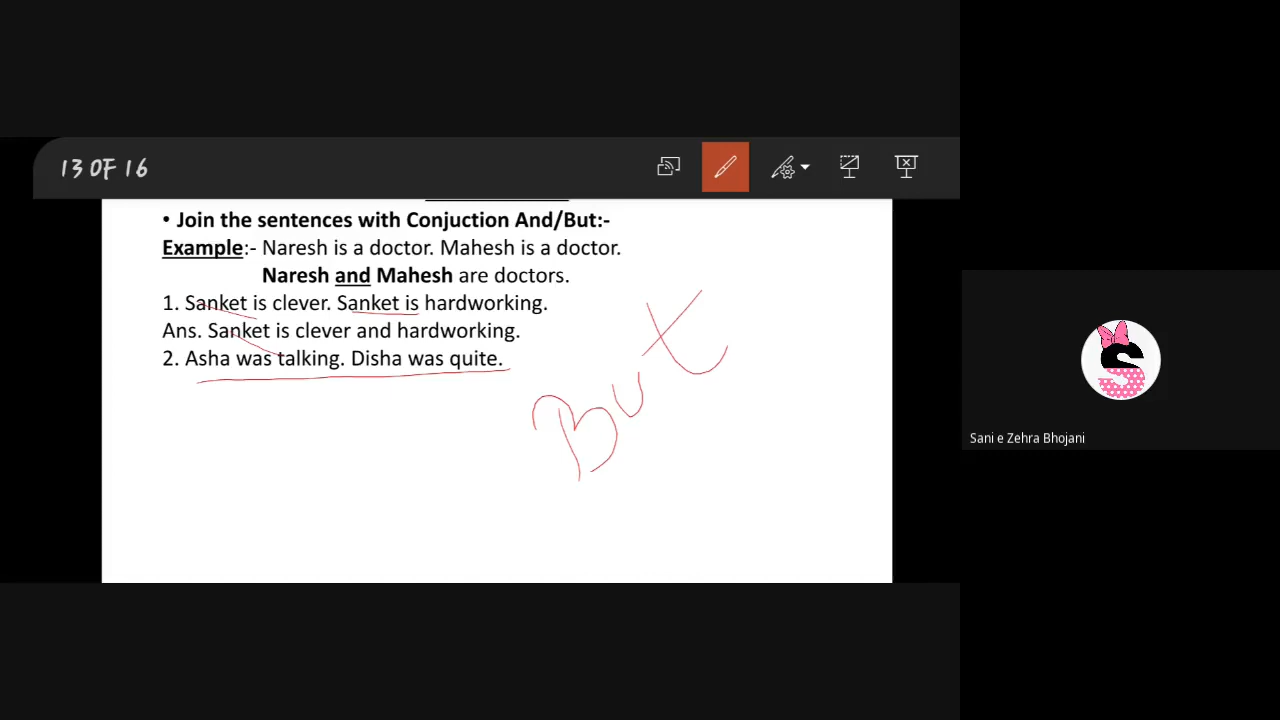 13 OF 16
• Join the sentences with Conjuction And/But:-
Example:- Naresh is a doctor. Mahesh is a doctor.
Naresh and Mahesh are doctors.
1. Sanket is clever. Sanket is hardworking.
Ans. Sanket is clever and hardworking.
2. Asha was talking. Disha was quite.
But
S
Sani e Zehra Bhojani